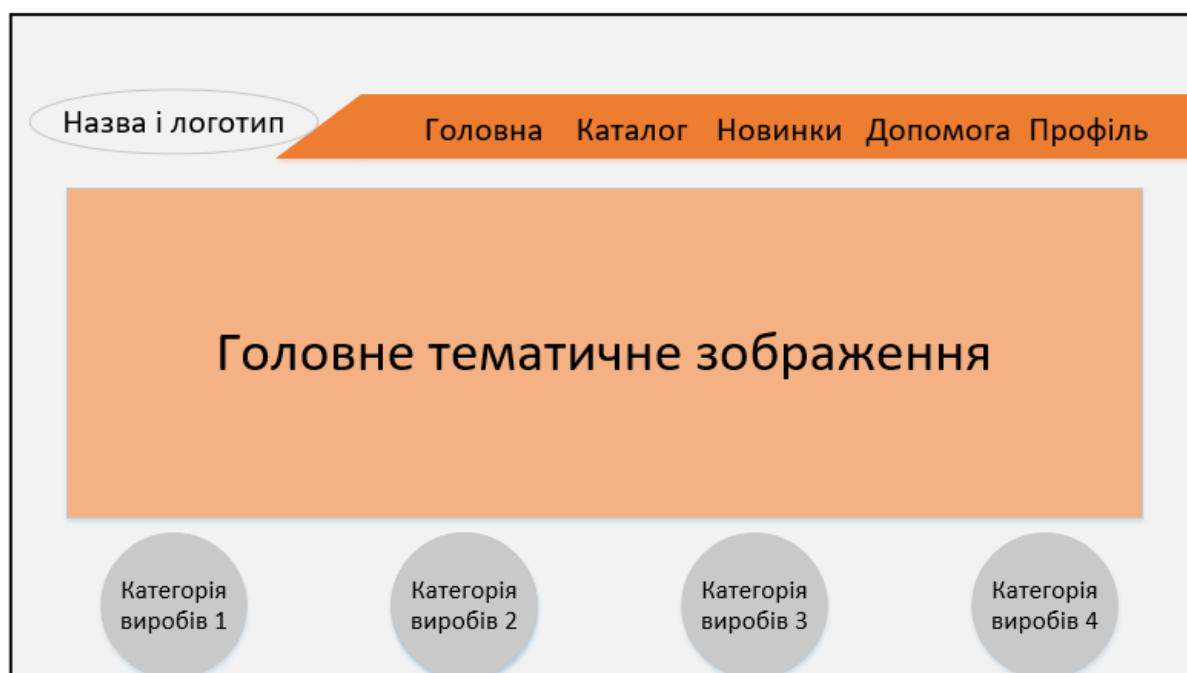 Назва і логотип
Головна Каталог Новинки Допомога Профіль
Головне тематичне зображення
Категорія
виробів 1
Категорія
виробів 2
Категорія
виробів 3
Категорія
виробів 4